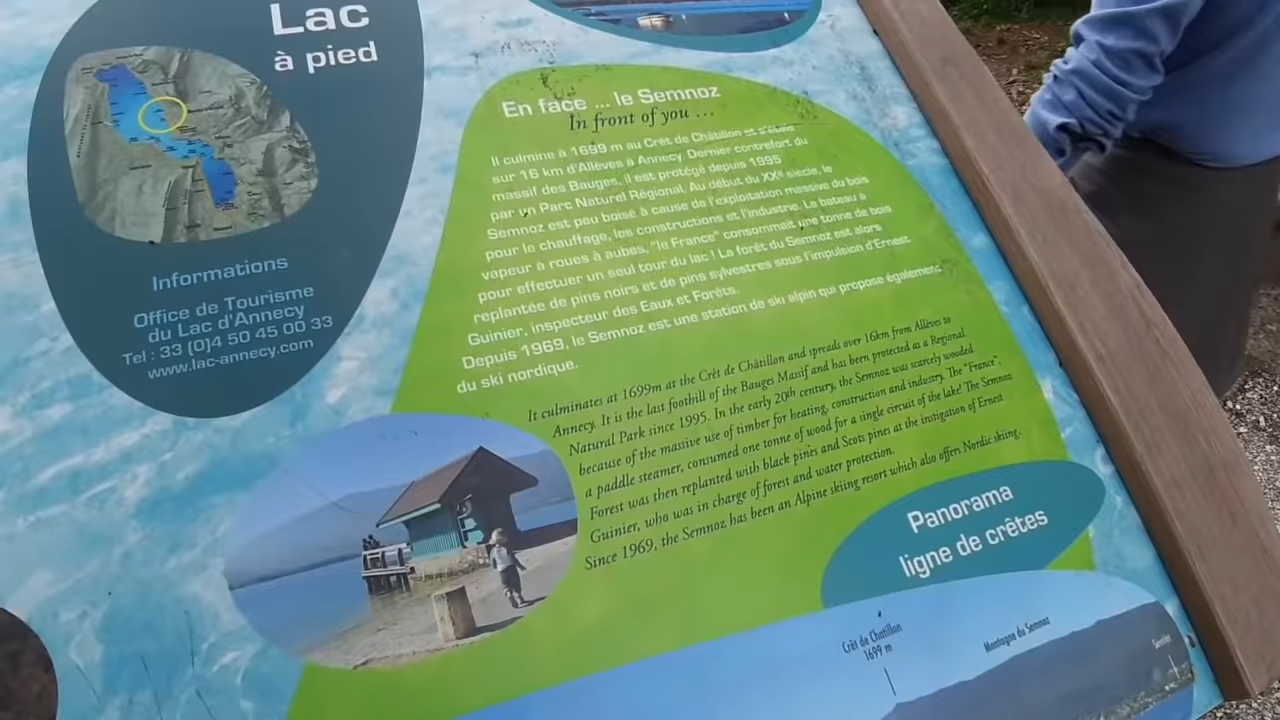 Lac
à pied
Informations
Office de Tourisme
du Lac d'Annecy
Tel : 33 (0)4 50 45 00 33
www.lac-annecy.com
En face ... le Semnoz
In front of you ...
Il culmine à 1699 m au Crêt de Châtillon et s'étale
sur 16 km d'Allèves à Annecy. Dernier contrefort du
massif des Bauges, il est protégé depuis 1995
par un Parc Naturel Régional. Au début du XXe siècle, le
Semnoz est peu boisé à cause de l'exploitation massive du bois
pour le chauffage, les constructions et l'industrie. Le bateau à
vapeur à roues à aubes, "le France" consommait une tonne de bois
pour effectuer un seul tour du lac ! La forêt du Semnoz est alors
replantée de pins noirs et de pins sylvestres sous l'impulsion d'Ernest
Guinier, inspecteur des Eaux et Forêts.
Depuis 1969, le Semnoz est une station de ski alpin qui propose également
du ski nordique.
It culminates at 1699m at the Crêt de Châtillon and spreads over 16km from Allèves to
Annecy. It is the last foothill of the Bauges Massif and has been protected as a Regional
Natural Park since 1995. In the early 20th century, the Semnoz was scarcely wooded
because of the massive use of timber for heating, construction and industry. The "France",
a paddle steamer, consumed one tonne of wood for a single circuit of the lake! The Semnoz
Forest was then replanted with black pines and Scots pines at the instigation of Ernest
Guinier, who was in charge of forest and water protection.
Since 1969, the Semnoz has been an Alpine skiing resort which also offers Nordic skiing.
Panorama
ligne de crêtes
Crêt de Chatillon
1699 m
Montagne du Semnoz
Sevrier